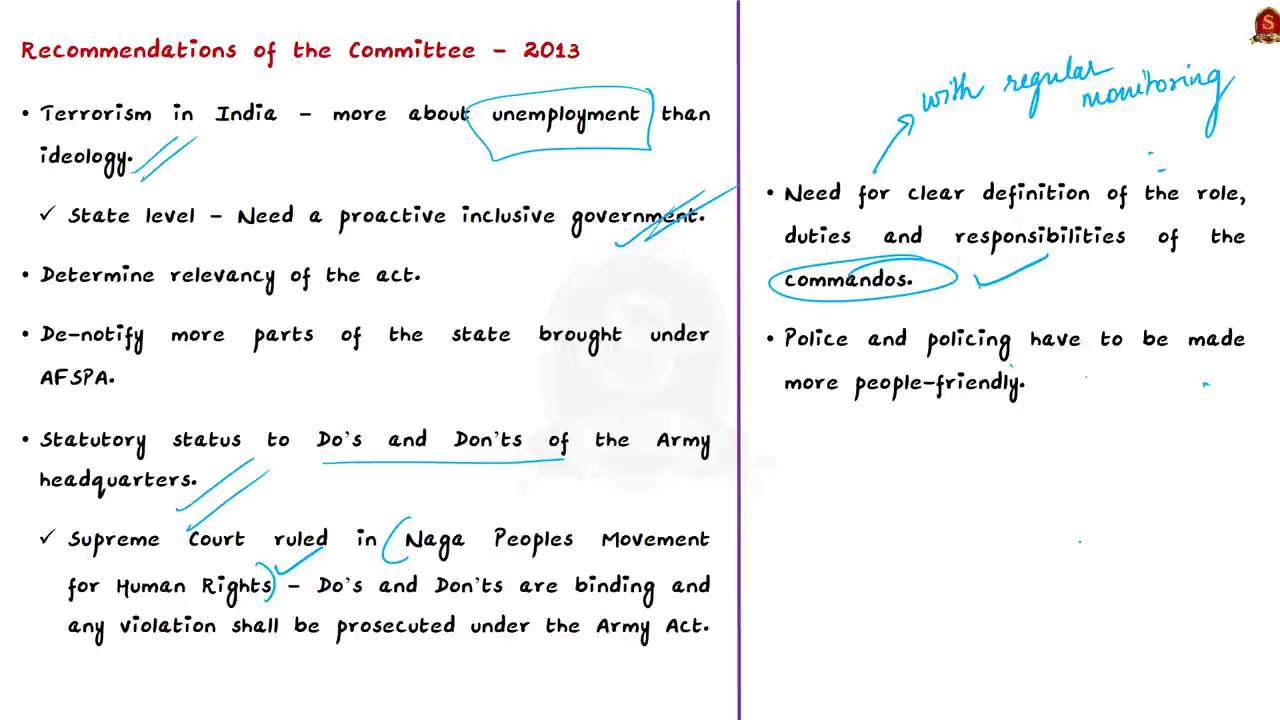 Recommendations of the Committee - 2013
• Terrorism in India - more about unemployment than
ideology.
✓ State level - Need a proactive inclusive government.
• Determine relevancy of the act.
• De-notify more parts of the state brought under
AFSPA.
• Statutory status to Do's and Don'ts of the Army
headquarters.
✓ Supreme Court ruled in (Naga Peoples Movement
for Human Rights) - Do's and Don'ts are binding and
any violation shall be prosecuted under the Army Act.
with regular
monitoring
• Need for clear definition of the role,
duties and responsibilities of the
commandos.
• Police and policing have to be made
more people-friendly.
S